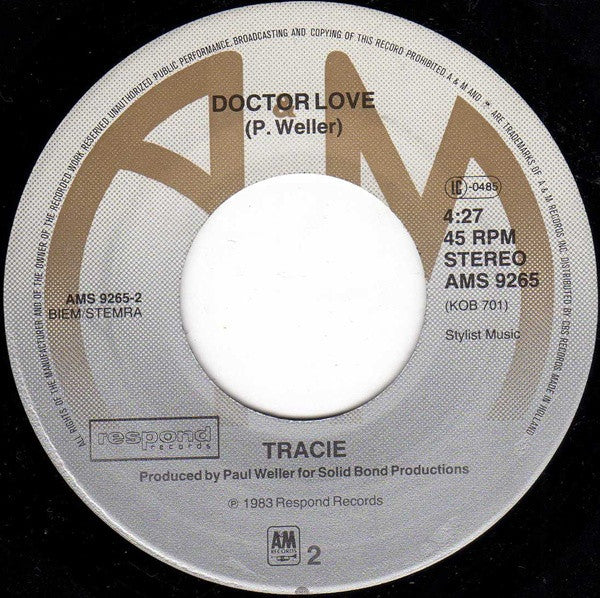 ALL RIGHTS OF THE MANUFACTURER AND OF THE OWNER OF THE RECORDED WORK RESERVED UNAUTHORIZED PUBLIC PERFORMANCE, BROADCASTING AND COPYING OF THIS RECORD PROHIBITED. A & M AND ARE TRADEMARKS OF A & M RECORDS INC. DISTRIBUTED BY CBS RECORDS MADE IN HOLLAND
A&M
DOCTOR LOVE
(P. Weller)
IC -0485
4:27
45 RPM
STEREO
AMS 9265
(KOB 701)
Stylist Music
AMS 9265-2
BIEM/STEMRA
respond
records
TRACIE
Produced by Paul Weller for Solid Bond Productions
℗ 1983 Respond Records
AM
RECORDS
2